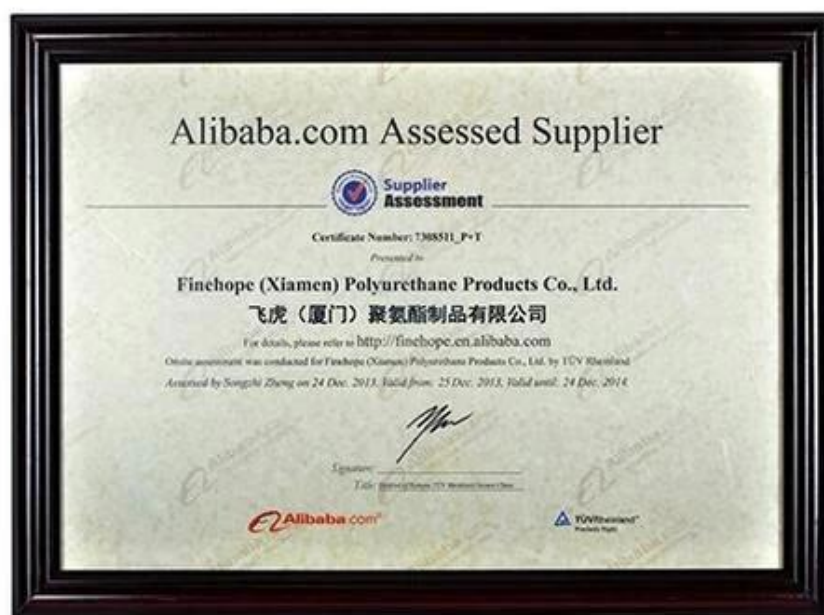 Alibaba.com Assessed Supplier
Supplier
Assessment
Certificate Number: 7308511_P+T
Presented to
Finehope (Xiamen) Polyurethane Products Co., Ltd.
飞虎（厦门）聚氨酯制品有限公司
For details, please refer to http://finehope.en.alibaba.com
Onsite assessment was conducted for Finehope (Xiamen) Polyurethane Products Co., Ltd. by TÜV Rheinland
Assessed by Songzhi Zheng on 24 Dec. 2013, Valid from: 25 Dec. 2013, Valid until: 24 Dec. 2014.
Signature:
Title:
Alibaba.com®
TÜVRheinland®
Precisely Right.